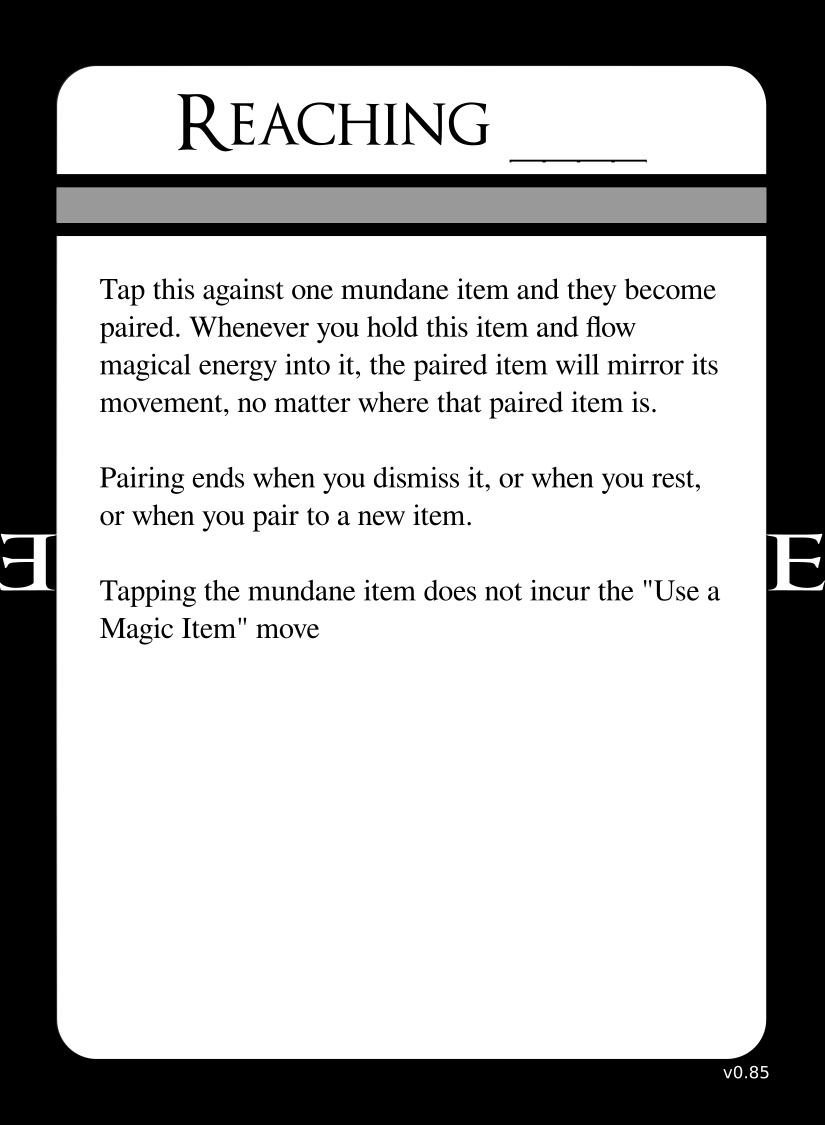 REACHING ____
Tap this against one mundane item and they become
paired. Whenever you hold this item and flow
magical energy into it, the paired item will mirror its
movement, no matter where that paired item is.
Pairing ends when you dismiss it, or when you rest,
or when you pair to a new item.
E
E
Tapping the mundane item does not incur the "Use a
Magic Item" move
v0.85